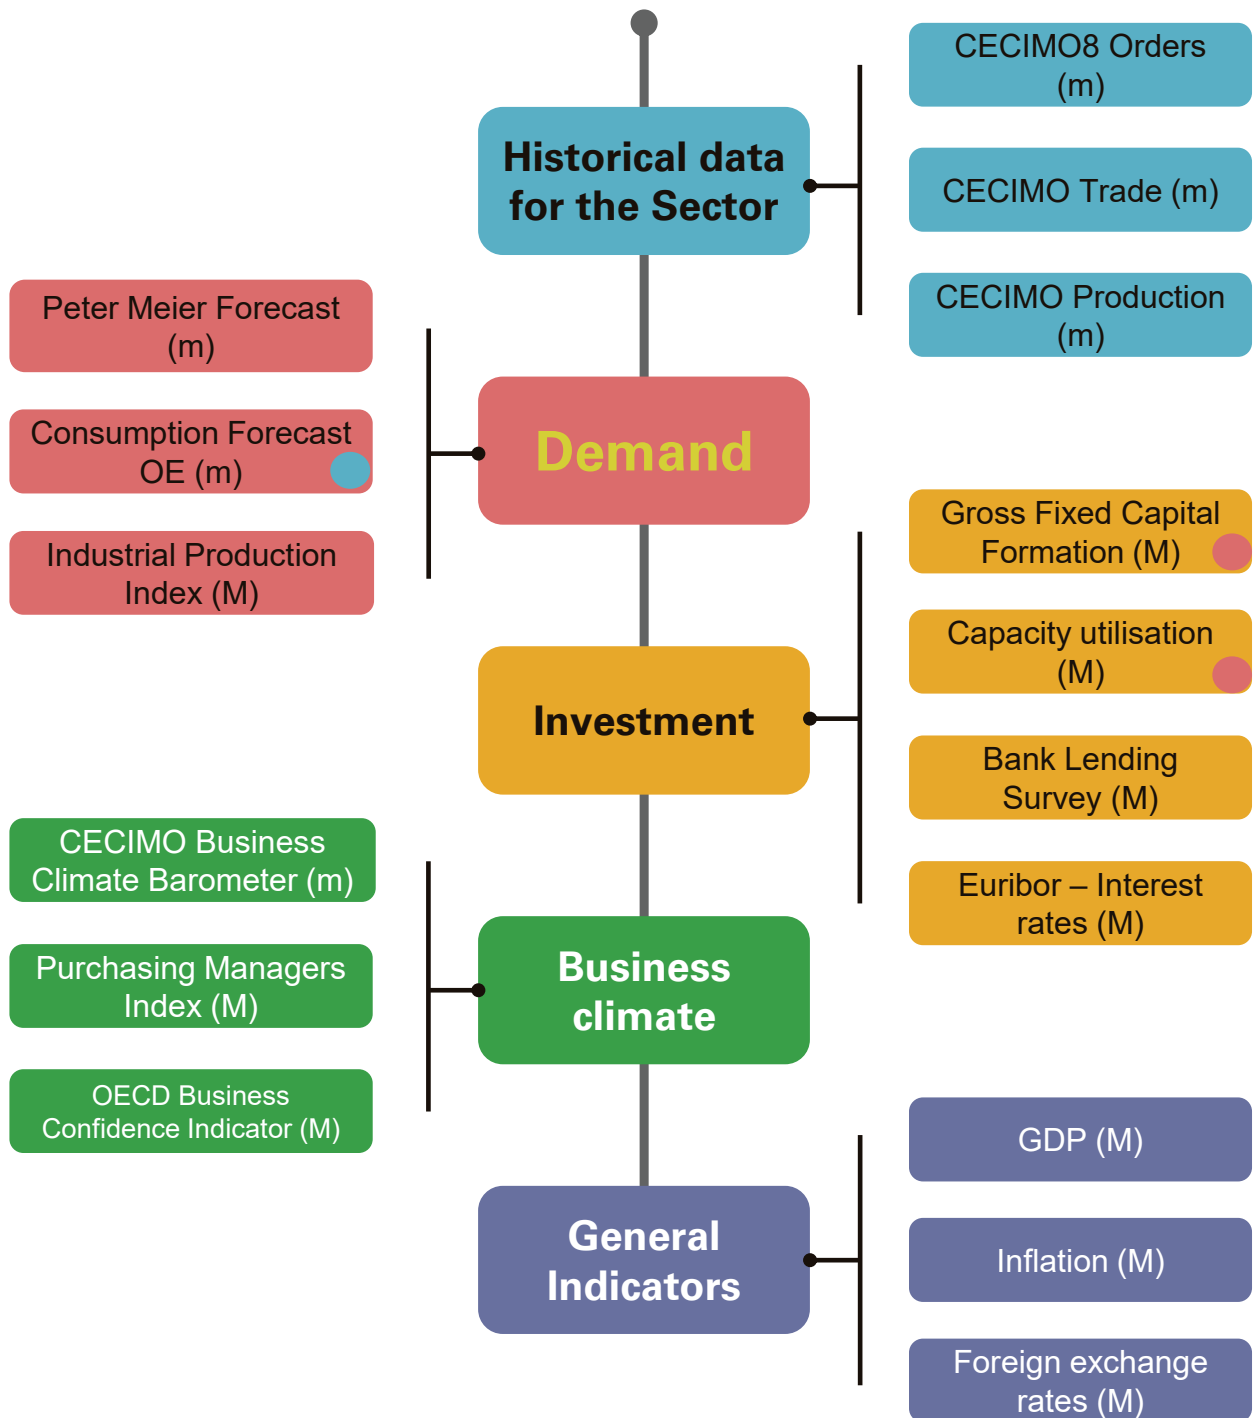 Historical data
for the Sector
CECIMO8 Orders
(m)
CECIMO Trade (m)
CECIMO Production
(m)
Demand
Peter Meier Forecast
(m)
Consumption Forecast
OE (m)
Industrial Production
Index (M)
Investment
Gross Fixed Capital
Formation (M)
Capacity utilisation
(M)
Bank Lending
Survey (M)
Euribor – Interest
rates (M)
Business
climate
CECIMO Business
Climate Barometer (m)
Purchasing Managers
Index (M)
OECD Business
Confidence Indicator (M)
General
Indicators
GDP (M)
Inflation (M)
Foreign exchange
rates (M)